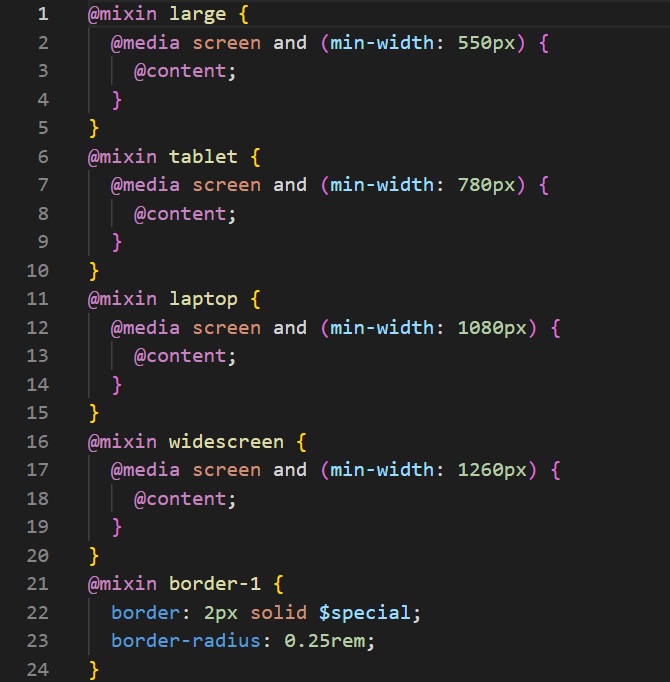 1 @mixin large {
2   @media screen and (min-width: 550px) {
3     @content;
4   }
5 }
6 @mixin tablet {
7   @media screen and (min-width: 780px) {
8     @content;
9   }
10 }
11 @mixin laptop {
12   @media screen and (min-width: 1080px) {
13     @content;
14   }
15 }
16 @mixin widescreen {
17   @media screen and (min-width: 1260px) {
18     @content;
19   }
20 }
21 @mixin border-1 {
22   border: 2px solid $special;
23   border-radius: 0.25rem;
24 }